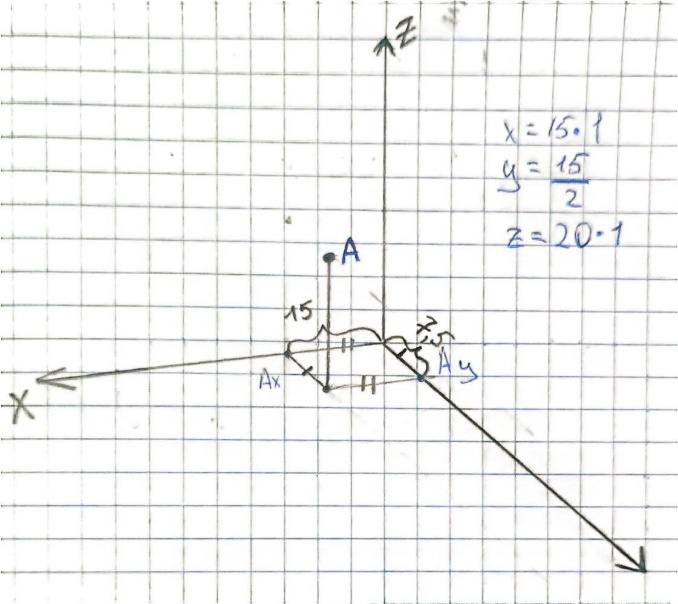 Z
x = 15·1
y = 15/2
z = 20·1
A
15
7,5
Ax
Ay
X